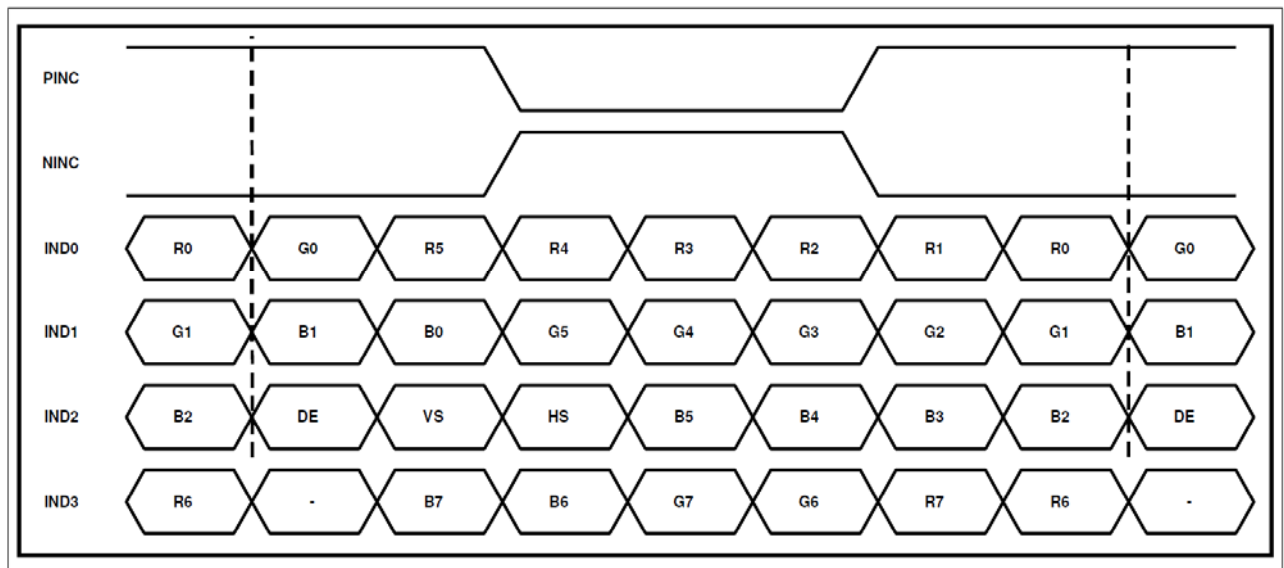 PINC
NINC
IND0 R0 G0 R5 R4 R3 R2 R1 R0 G0
IND1 G1 B1 B0 G5 G4 G3 G2 G1 B1
IND2 B2 DE VS HS B5 B4 B3 B2 DE
IND3 R6 - B7 B6 G7 G6 R7 R6 -